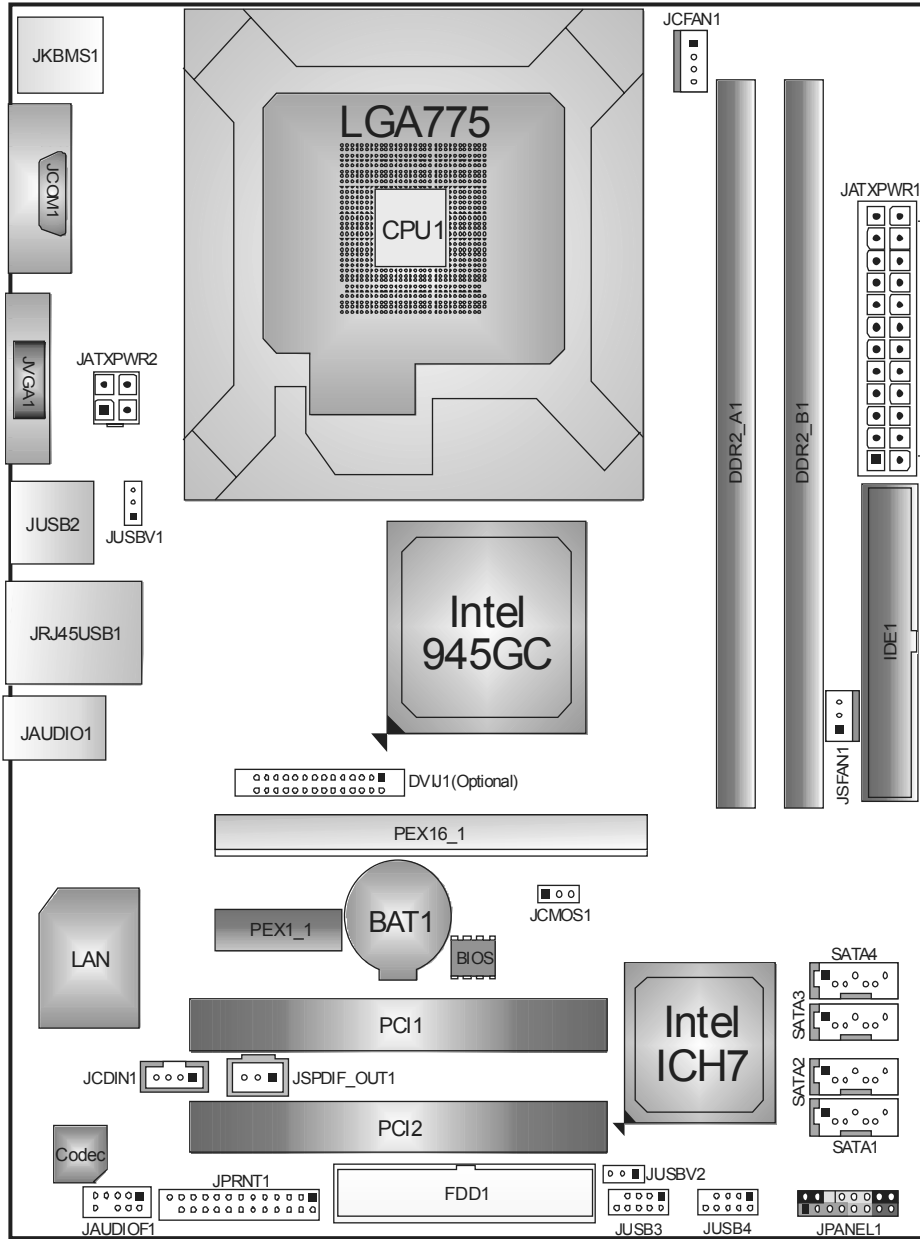 JKBMS1
JCFAN1
LGA775
CPU1
JCOM1
JATXPWR1
JVGA1
JATXPWR2
DDR2_A1
DDR2_B1
JUSB2
JUSBV1
Intel
945GC
JRJ45USB1
IDE1
JAUDIO1
JSFAN1
DVIJ1(Optional)
PEX16_1
JCMOS1
PEX1_1
BAT1
BIOS
LAN
SATA4
SATA3
PCI1
Intel
ICH7
JCDIN1
JSPDIF_OUT1
SATA2
PCI2
SATA1
Codec
JUSBV2
JPRNT1
FDD1
JAUDIOF1
JUSB3
JUSB4
JPANEL1